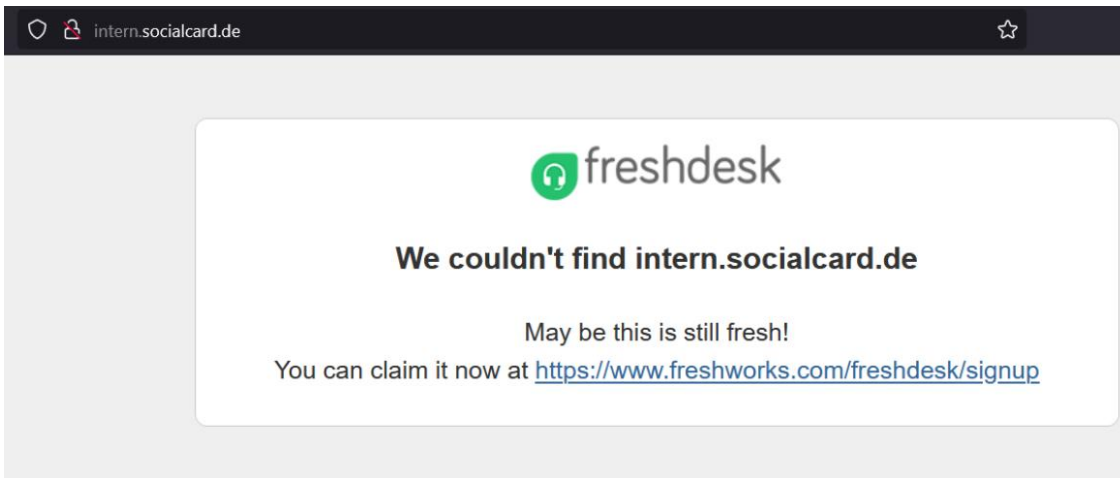 intern.socialcard.de
freshdesk
We couldn't find intern.socialcard.de
May be this is still fresh!
You can claim it now at https://www.freshworks.com/freshdesk/signup